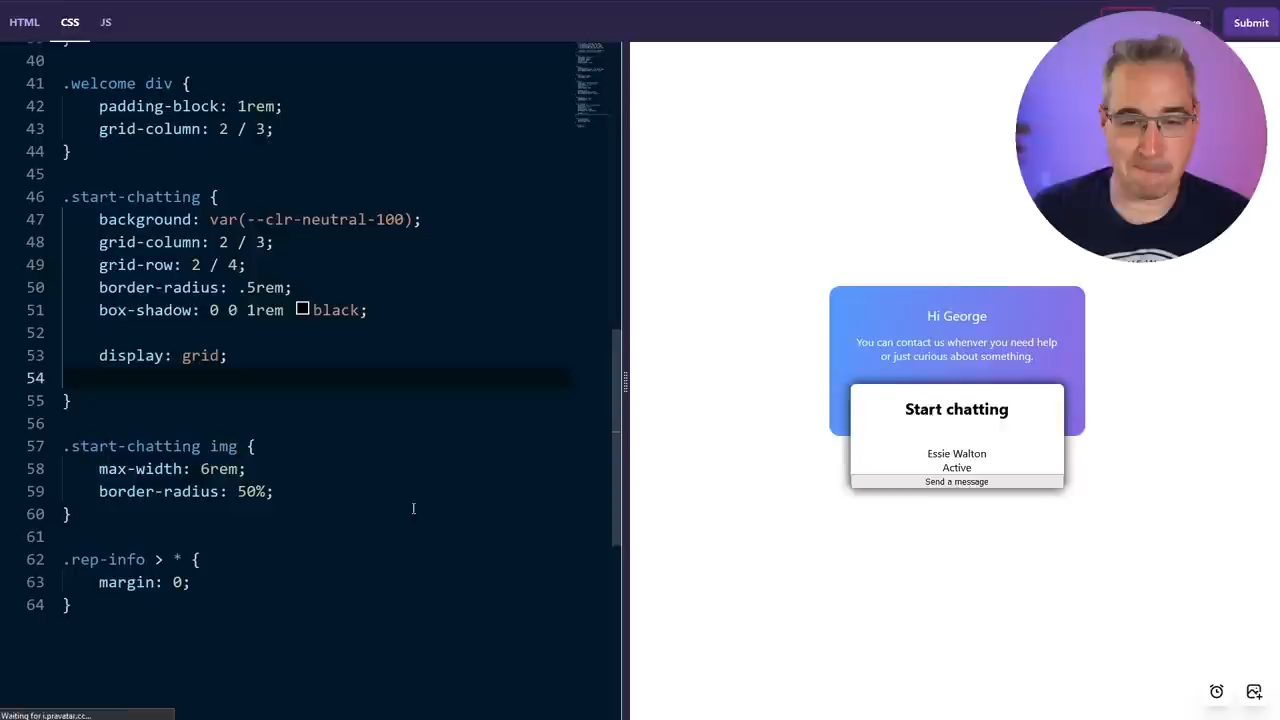 HTML
CSS
JS
Submit
40
41 .welcome div {
42 padding-block: 1rem;
43 grid-column: 2 / 3;
44 }
45
46 .start-chatting {
47 background: var(--clr-neutral-100);
48 grid-column: 2 / 3;
49 grid-row: 2 / 4;
50 border-radius: .5rem;
51 box-shadow: 0 0 1rem black;
52
53 display: grid;
54
55 }
56
57 .start-chatting img {
58 max-width: 6rem;
59 border-radius: 50%;
60 }
61
62 .rep-info > * {
63 margin: 0;
64 }
Waiting for i.pravatar.cc...
Hi George
You can contact us whenver you need help
or just curious about something.
Start chatting
Essie Walton
Active
Send a message